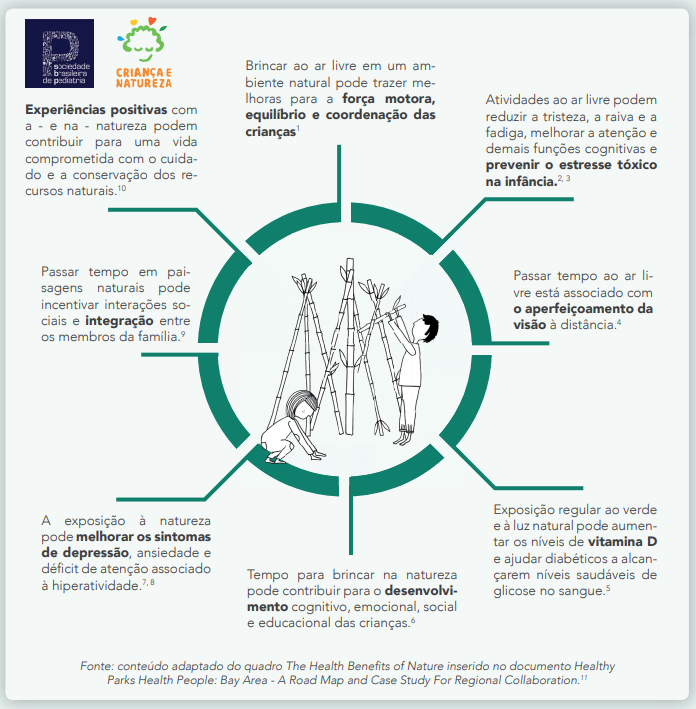 sociedade
brasileira
de pediatria
CRIANÇA E
NATUREZA
Brincar ao ar livre em um am-
biente natural pode trazer me-
lhoras para a força motora,
equilíbrio e coordenação das
crianças¹
Atividades ao ar livre podem
reduzir a tristeza, a raiva e a
fadiga, melhorar a atenção e
demais funções cognitivas e
prevenir o estresse tóxico
na infância.²,³
Passar tempo ao ar li-
vre está associado com
o aperfeiçoamento da
visão à distância.⁴
Exposição regular ao verde
e à luz natural pode aumen-
tar os níveis de vitamina D
e ajudar diabéticos a alcan-
çarem níveis saudáveis de
glicose no sangue.⁵
Tempo para brincar na natureza
pode contribuir para o desenvolvi-
mento cognitivo, emocional, social
e educacional das crianças.⁶
A exposição à natureza
pode melhorar os sintomas
de depressão, ansiedade e
déficit de atenção associado
à hiperatividade.⁷,⁸
Passar tempo em pai-
sagens naturais pode
incentivar interações so-
ciais e integração entre
os membros da família.⁹
Experiências positivas com
a - e na - natureza podem
contribuir para uma vida
comprometida com o cuida-
do e a conservação dos re-
cursos naturais.¹⁰
Fonte: conteúdo adaptado do quadro The Health Benefits of Nature inserido no documento Healthy
Parks Health People: Bay Area - A Road Map and Case Study For Regional Collaboration.¹¹